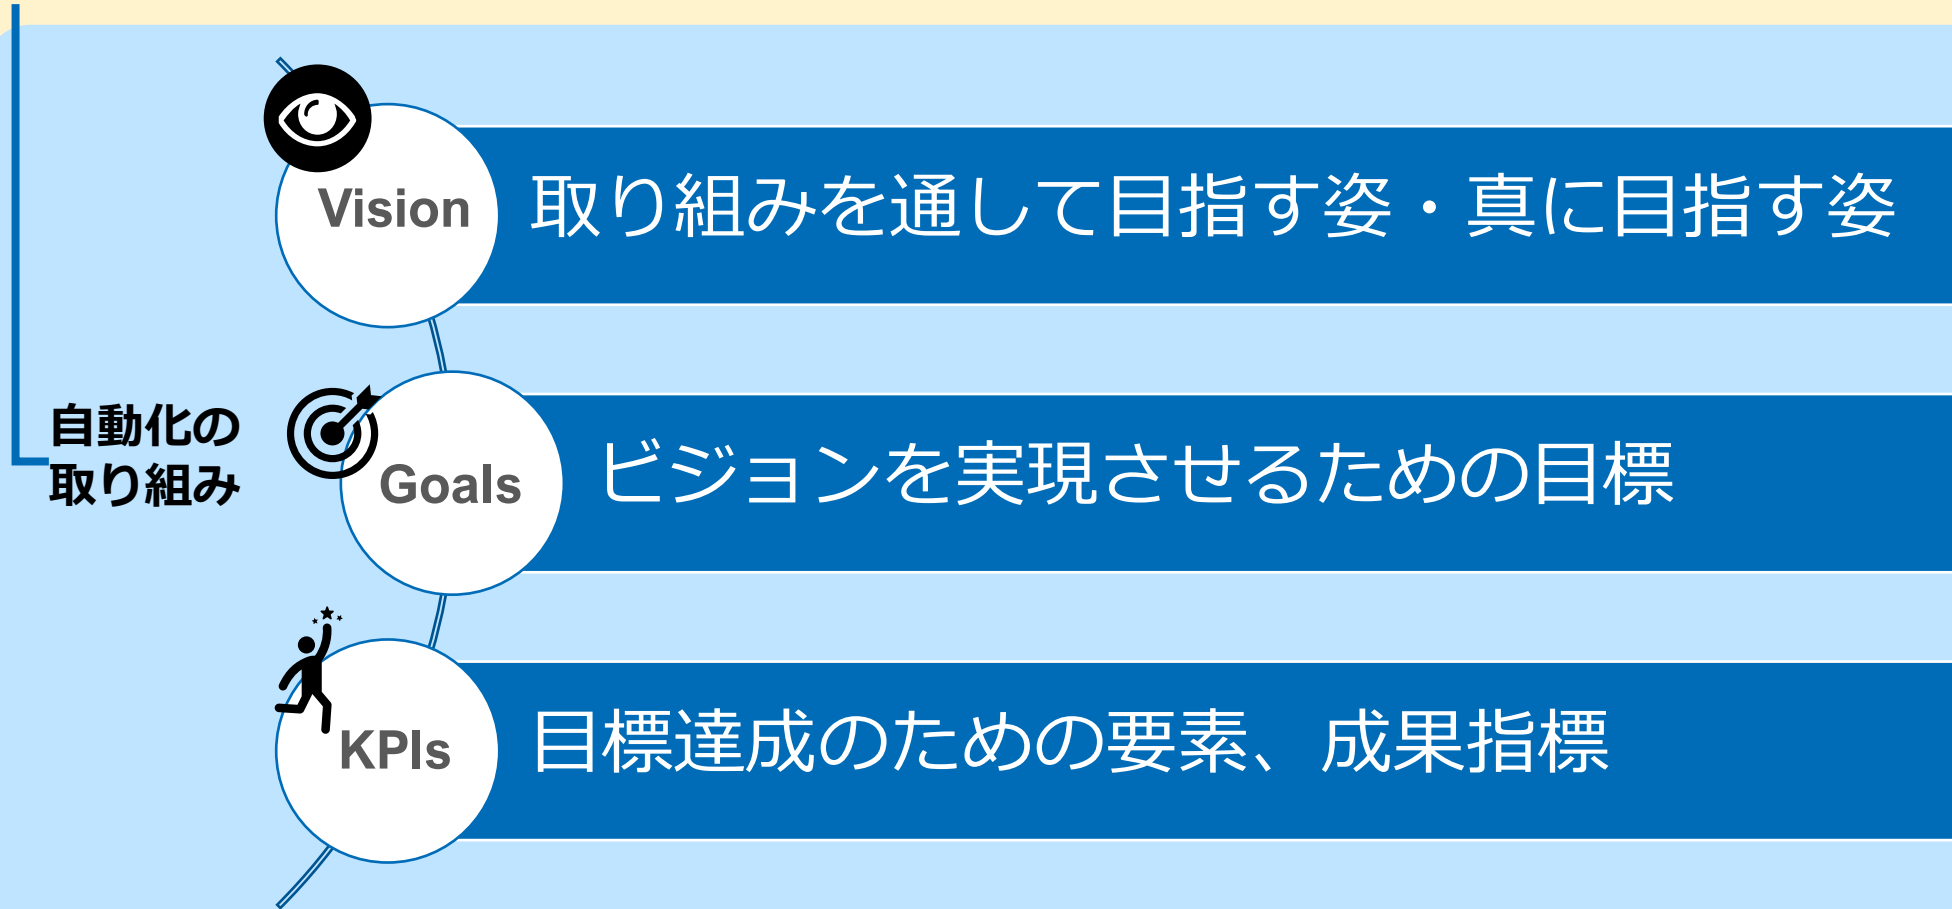 Vision
取り組みを通して目指す姿・真に目指す姿
自動化の
取り組み
Goals
ビジョンを実現させるための目標
KPIs
目標達成のための要素、成果指標